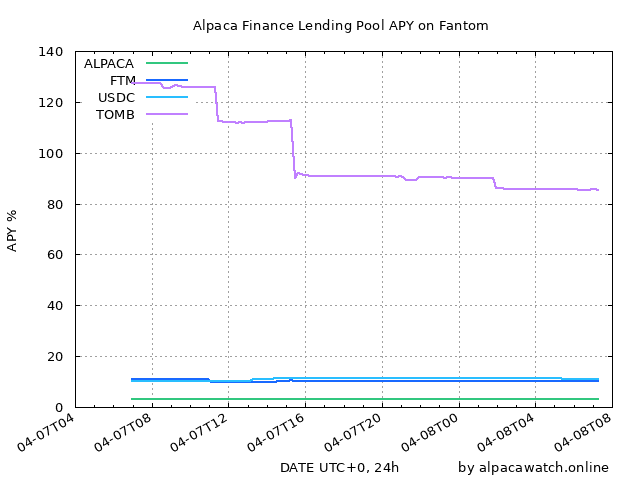 Alpaca Finance Lending Pool APY on Fantom
APY %
140
120
100
80
60
40
20
0
ALPACA
FTM
USDC
TOMB
04-07T04
04-07T08
04-07T12
04-07T16
04-07T20
04-08T00
04-08T04
04-08T08
DATE UTC+0, 24h
by alpacawatch.online